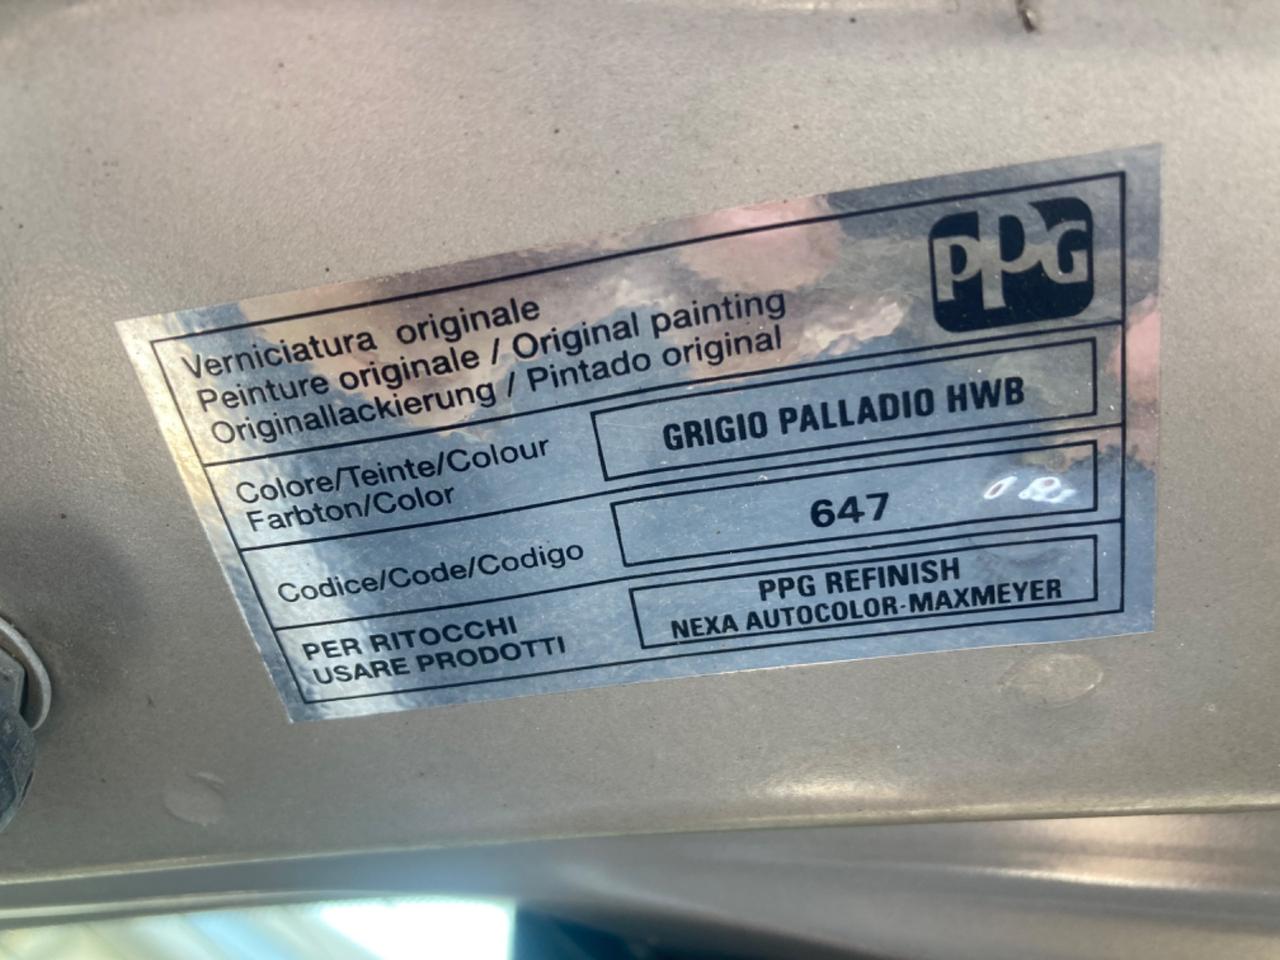 PPG
Verniciatura originale
Peinture originale / Original painting
Originallackierung / Pintado original
Colore/Teinte/Colour
Farbton/Color
GRIGIO PALLADIO HWB
Codice/Code/Codigo
647
PER RITOCCHI
USARE PRODOTTI
PPG REFINISH
NEXA AUTOCOLOR-MAXMEYER